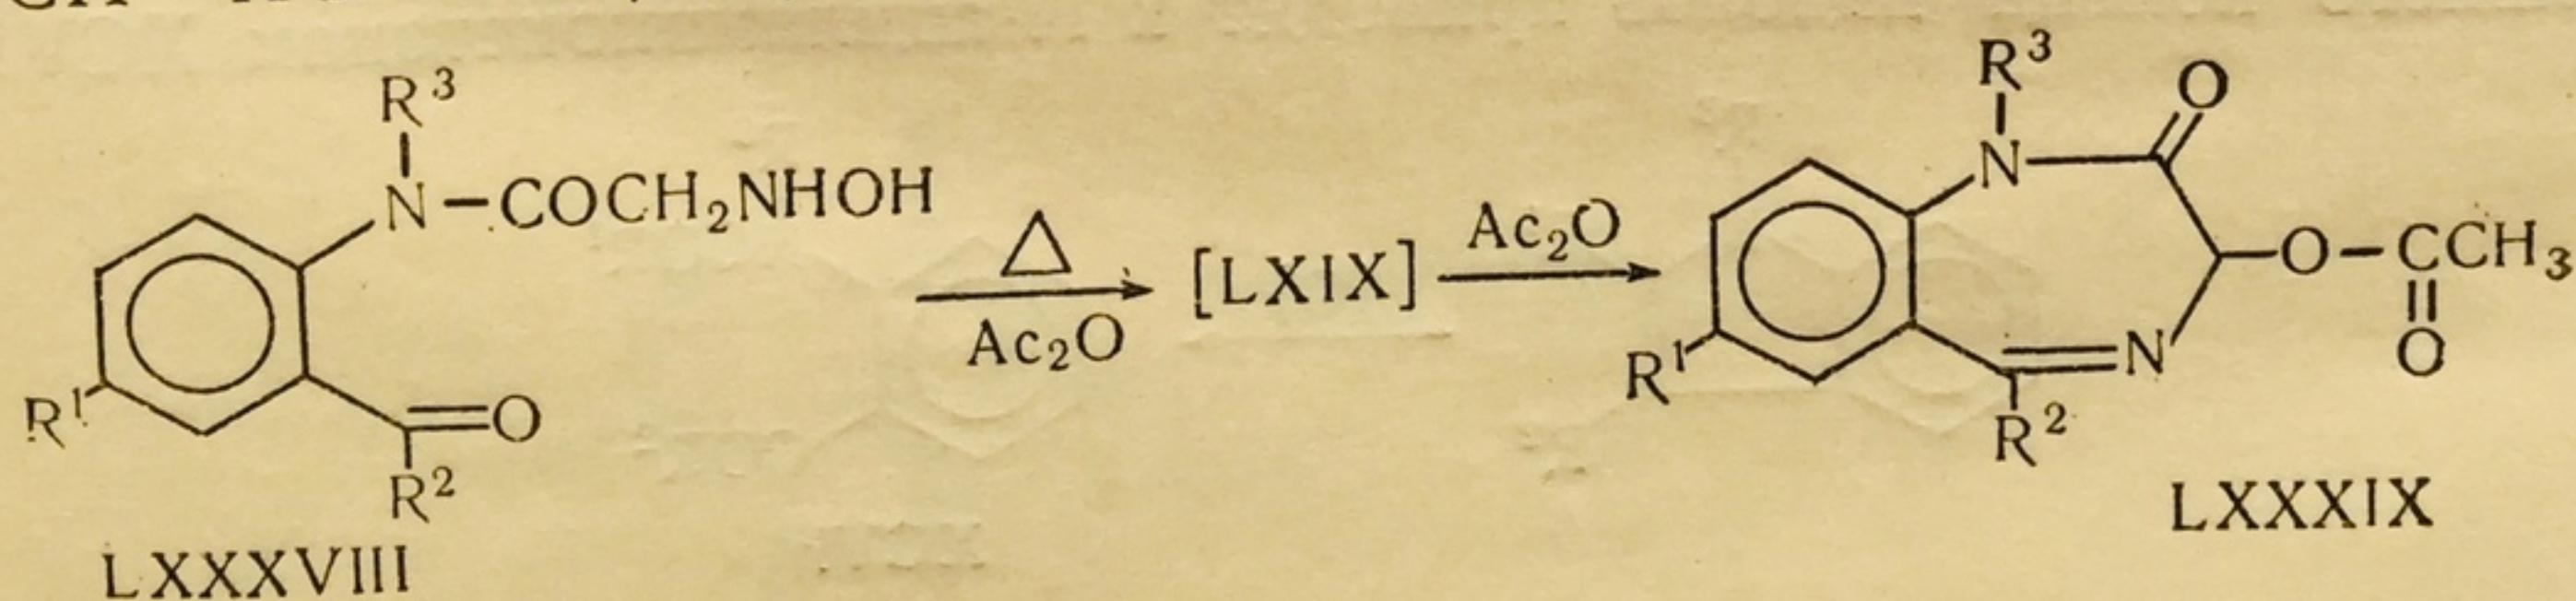 R³
N–COCH₂NHOH
R¹
O
R²
LXXXVIII
△
Ac₂O
[LXIX]
Ac₂O
R³
N
O
O–CCH₃
O
N
R¹
R²
LXXXIX